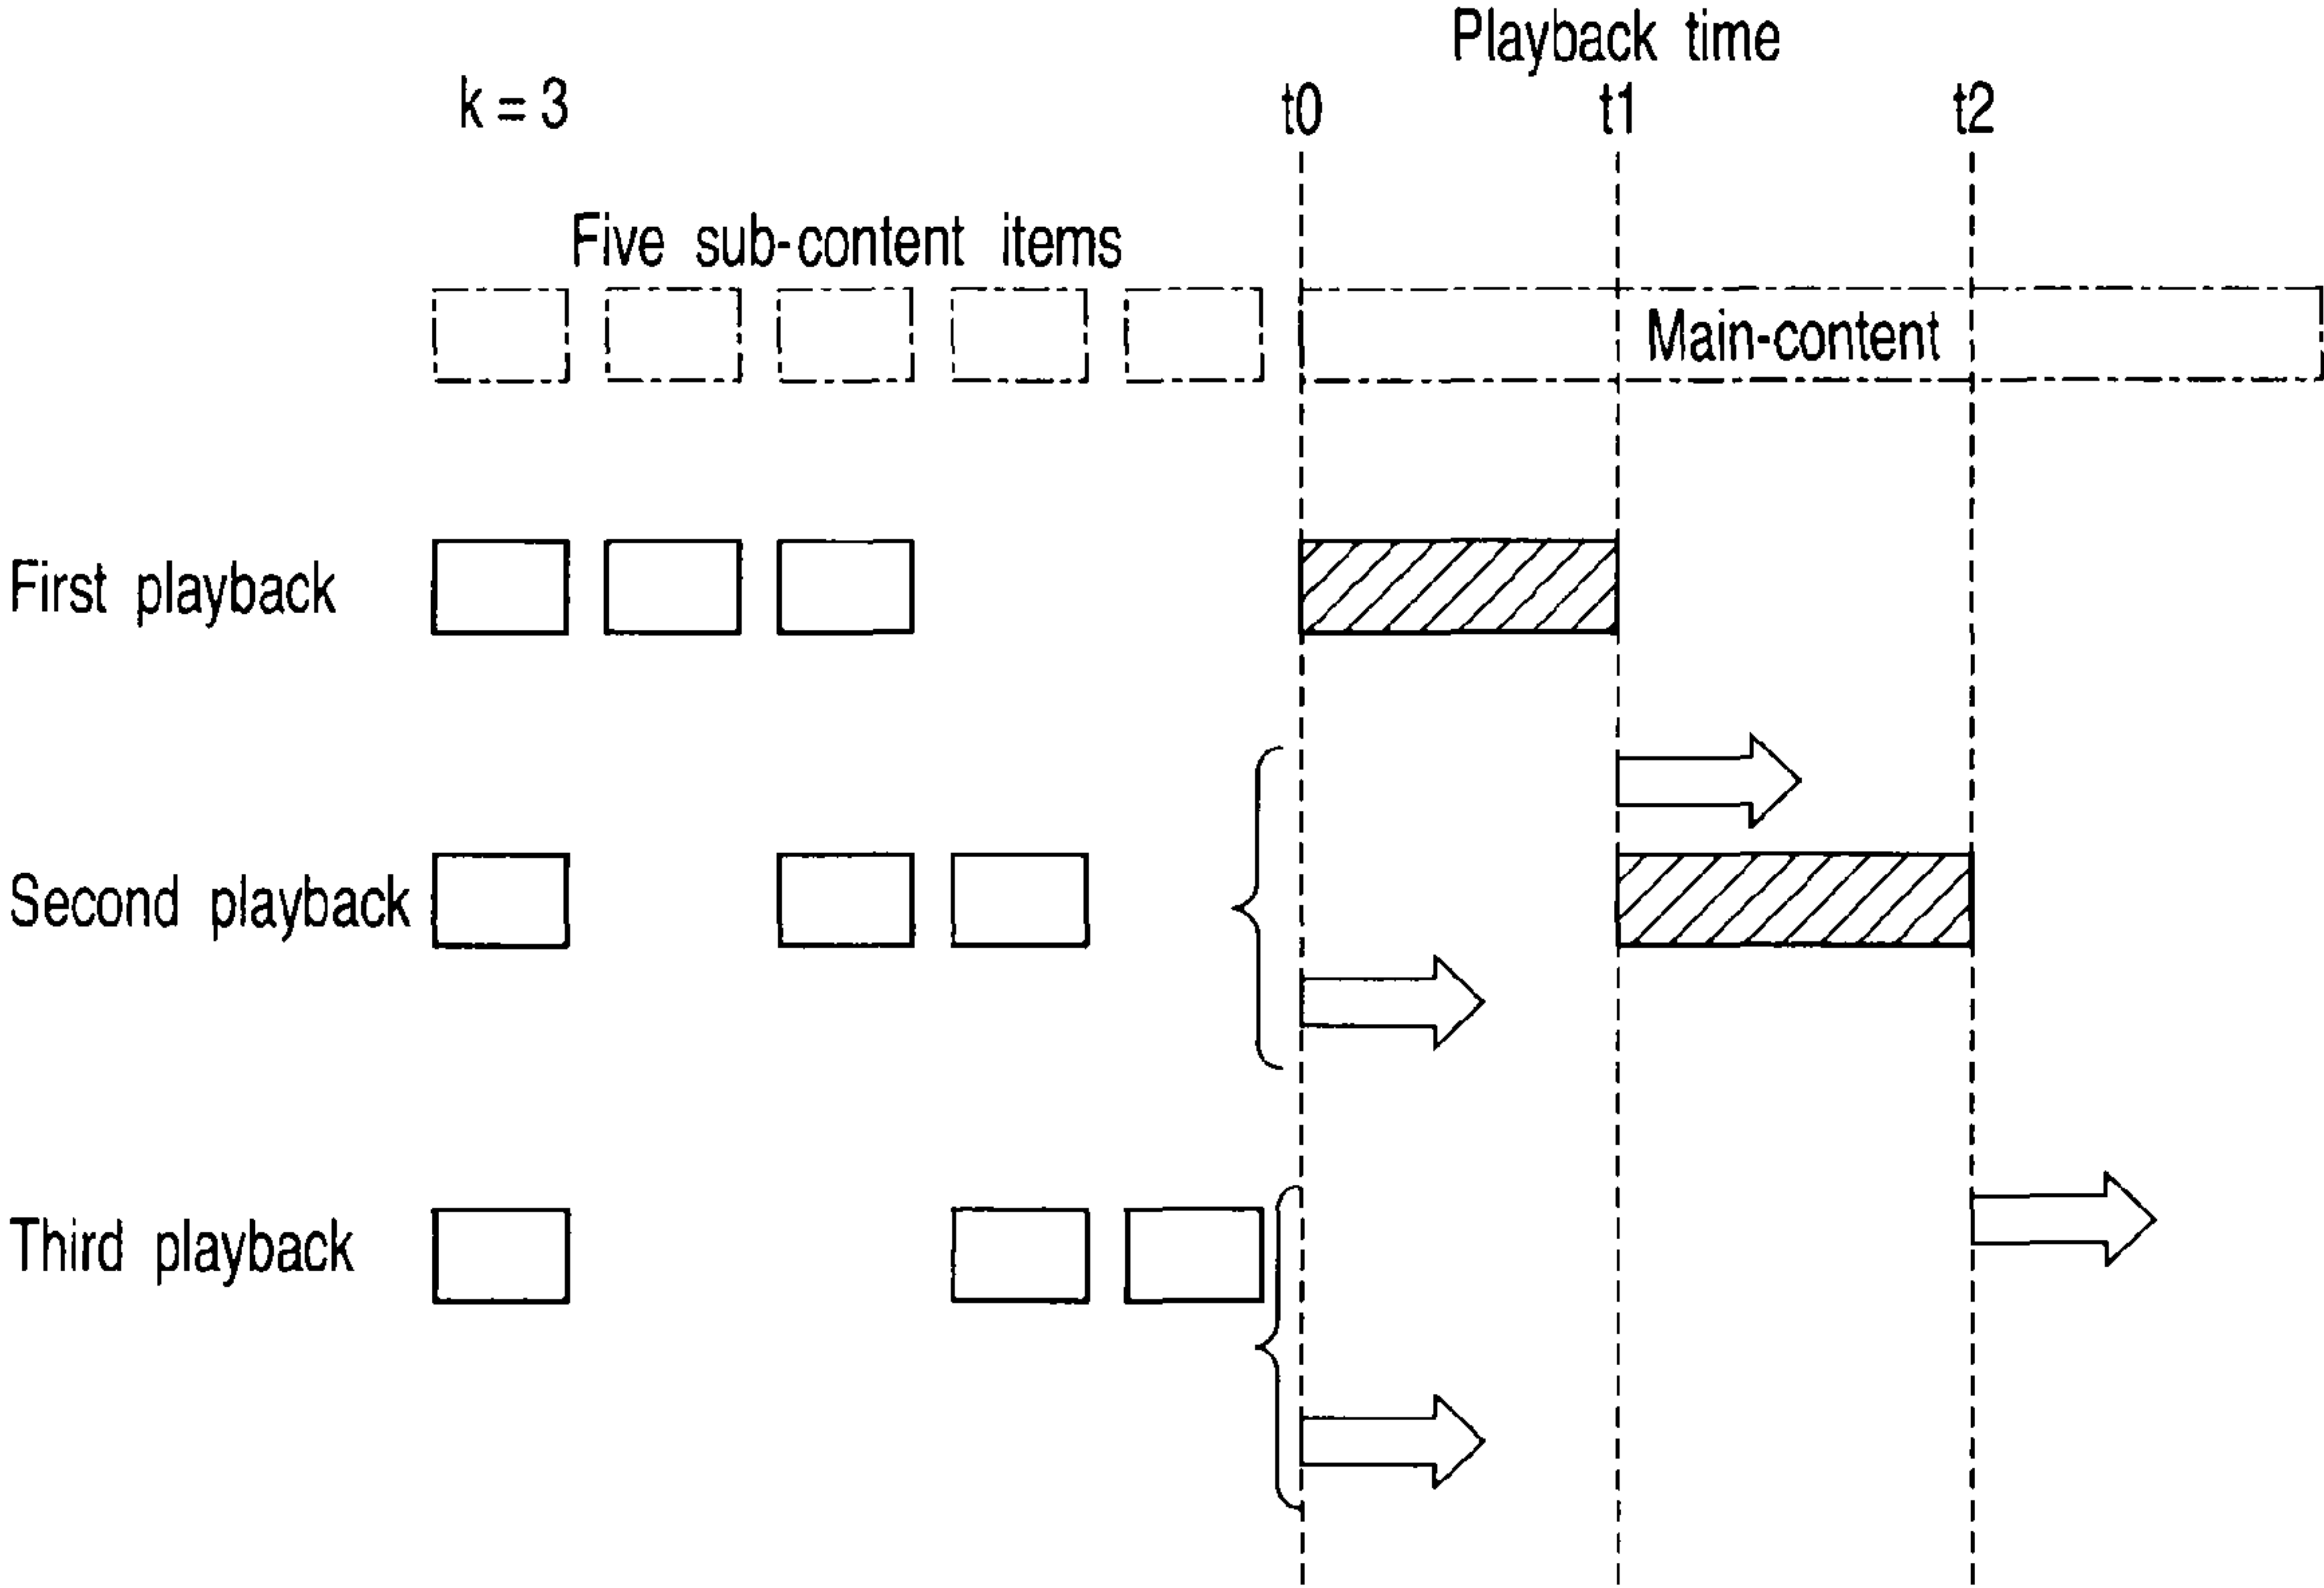 Playback time
k = 3
t0
t1
t2
Five sub-content items
Main-content
First playback
Second playback
Third playback